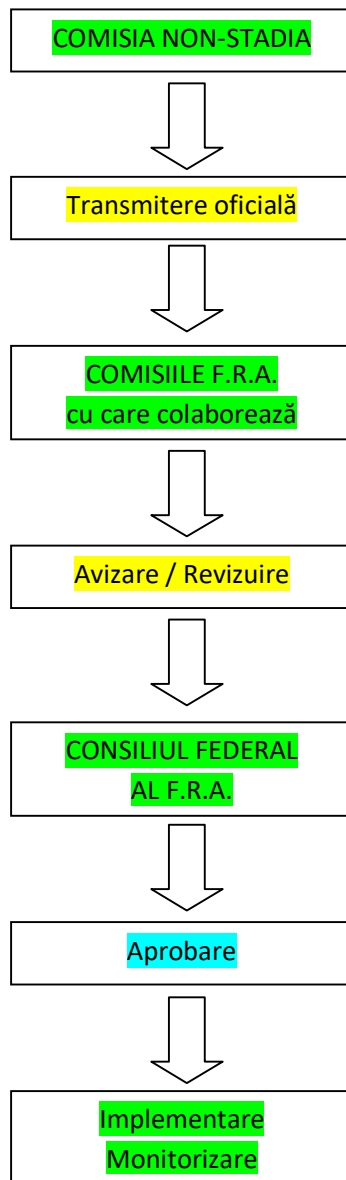 COMISIA NON-STADIA
Transmitere oficială
COMISIILE F.R.A.
cu care colaborează
Avizare / Revizuire
CONSILIUL FEDERAL
AL F.R.A.
Aprobare
Implementare
Monitorizare